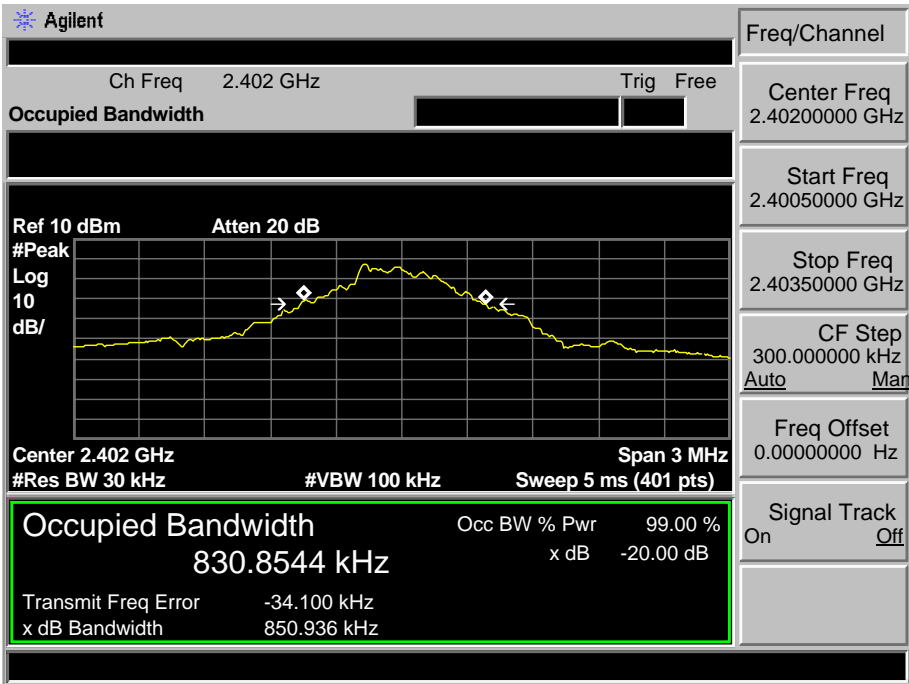 Agilent
Freq/Channel
Ch Freq 2.402 GHz Trig Free
Occupied Bandwidth
Center Freq
2.40200000 GHz
Start Freq
2.40050000 GHz
Stop Freq
2.40350000 GHz
CF Step
300.000000 kHz
Auto Man
Freq Offset
0.00000000 Hz
Signal Track
On Off
Ref 10 dBm Atten 20 dB
#Peak
Log
10
dB/
Center 2.402 GHz Span 3 MHz
#Res BW 30 kHz #VBW 100 kHz Sweep 5 ms (401 pts)
Occupied Bandwidth Occ BW % Pwr 99.00 %
830.8544 kHz x dB -20.00 dB
Transmit Freq Error -34.100 kHz
x dB Bandwidth 850.936 kHz